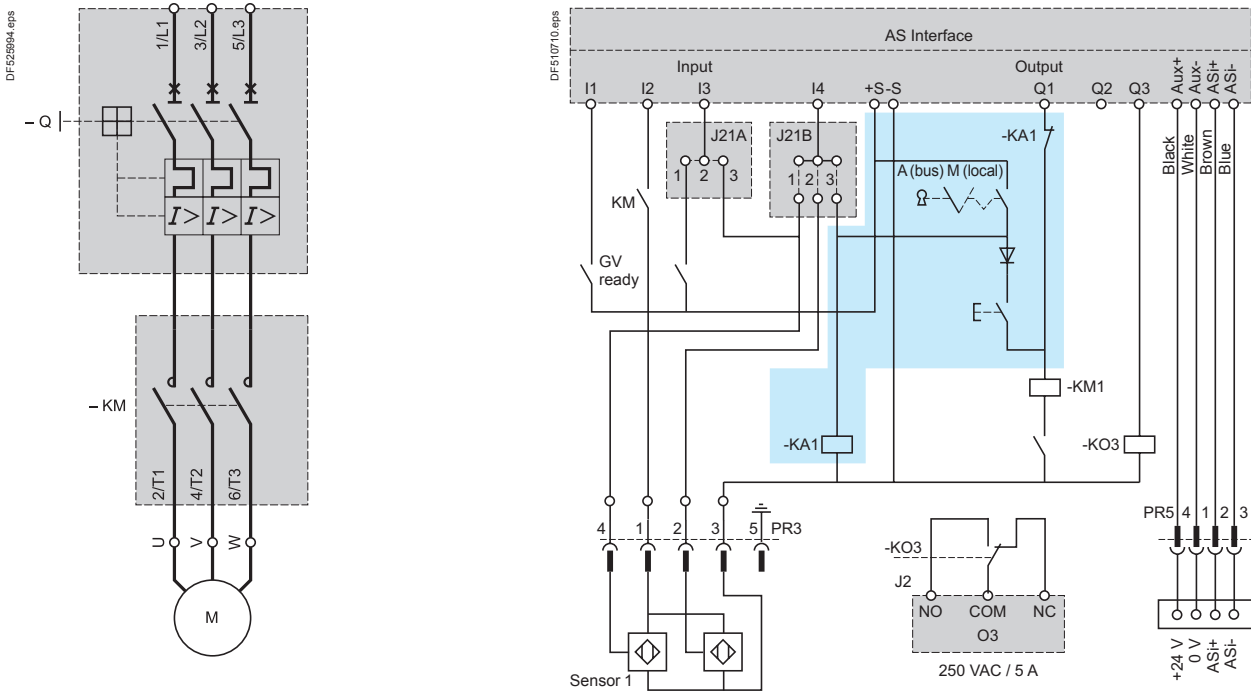 DF525994.eps
1/L1
3/L2
5/L3
– Q
I >
I >
I >
– KM
2/T1
4/T2
6/T3
U
V
W
M
DF510710.eps
AS Interface
Input
Output
I1
I2
I3
I4
+S
-S
Q1
Q2
Q3
Aux+
Aux-
ASi+
ASi-
J21A
J21B
-KA1
Black
White
Brown
Blue
1
2
3
1
2
3
A (bus) M (local)
KM
GV
ready
-KM1
-KA1
-KO3
4
1
2
3
5
PR3
PR5
4
1
2
3
-KO3
J2
NO
COM
NC
O3
250 VAC / 5 A
Sensor 1
+24 V
0 V
ASi+
ASi-